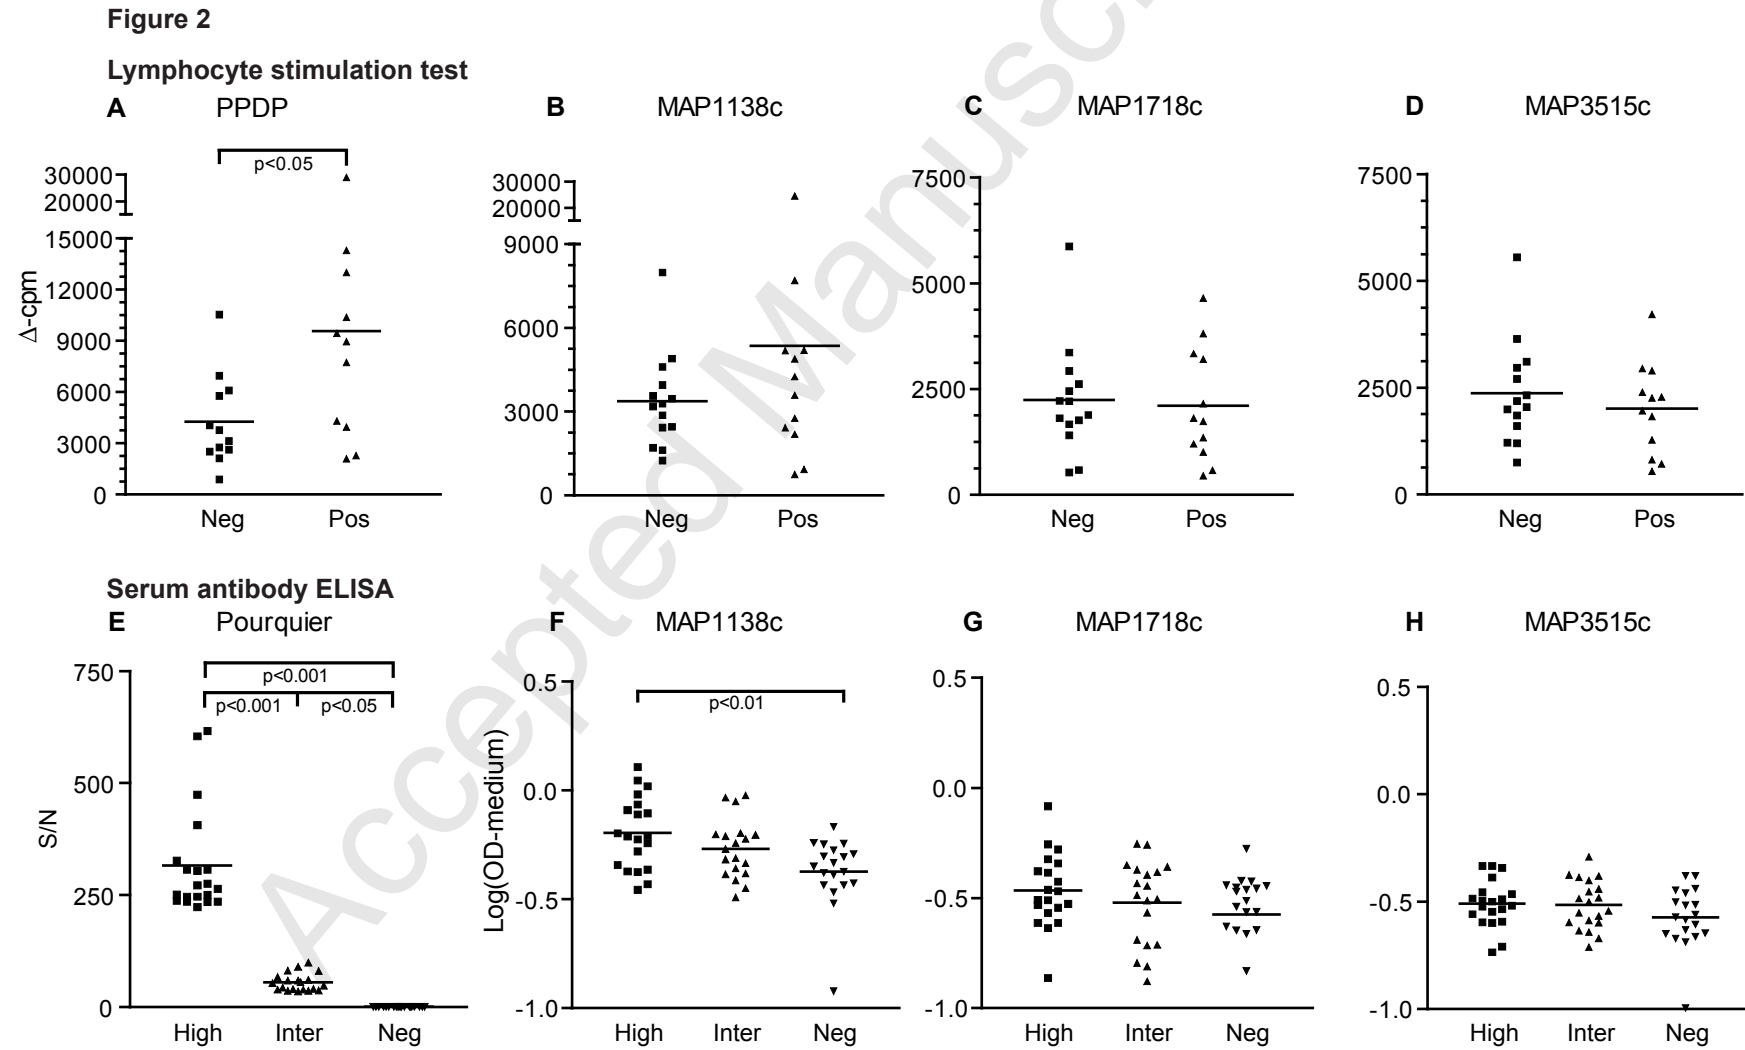 Figure 2
Lymphocyte stimulation test
A PPDP
B MAP1138c
C MAP1718c
D MAP3515c
p<0.05
30000
20000
15000
12000
9000
6000
3000
0
Δ-cpm
Neg Pos
30000
20000
9000
6000
3000
0
Neg Pos
7500
5000
2500
0
Neg Pos
7500
5000
2500
0
Neg Pos
Serum antibody ELISA
E Pourquier
F MAP1138c
G MAP1718c
H MAP3515c
p<0.001
p<0.001 p<0.05
750
500
250
0
S/N
High Inter Neg
p<0.01
0.5
0.0
-0.5
-1.0
Log(OD-medium)
High Inter Neg
0.5
0.0
-0.5
-1.0
High Inter Neg
0.5
0.0
-0.5
-1.0
High Inter Neg
Accepted Manusc